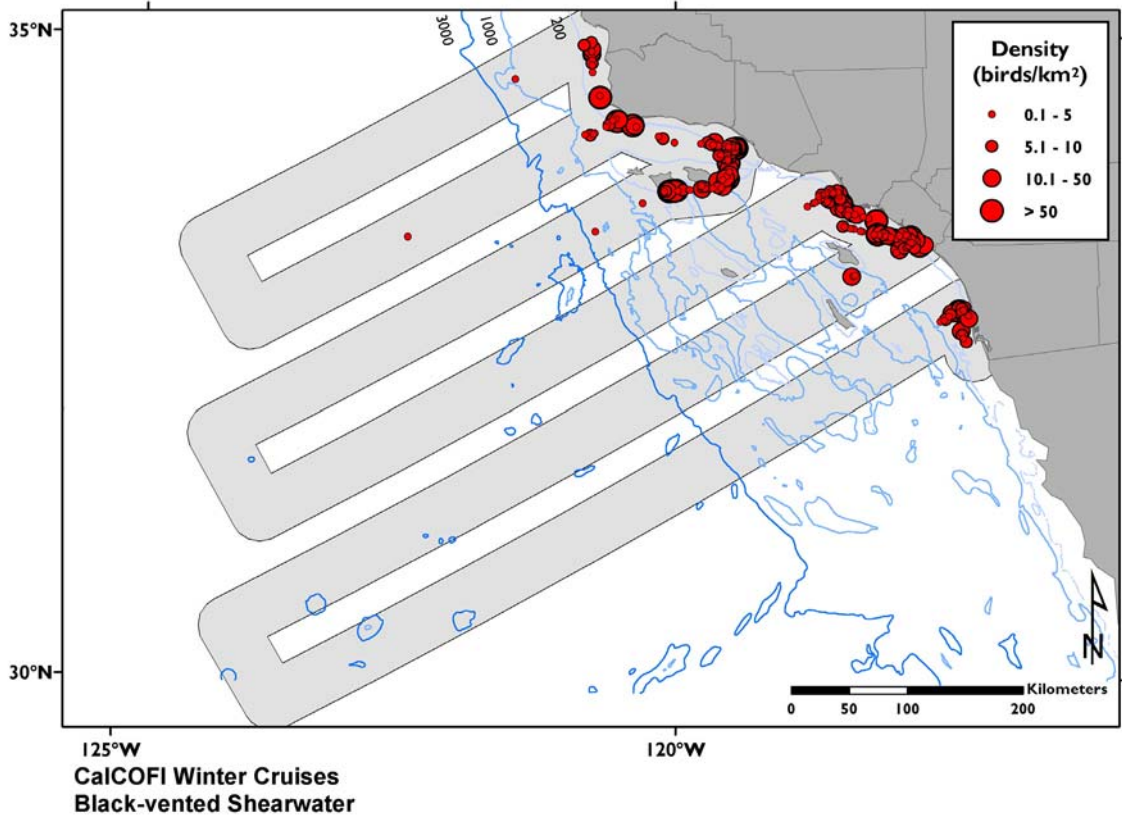 35°N
3000
1000
200
Density
(birds/km²)
0.1 - 5
5.1 - 10
10.1 - 50
> 50
N
30°N
Kilometers
0 50 100 200
125°W 120°W
CalCOFI Winter Cruises
Black-vented Shearwater